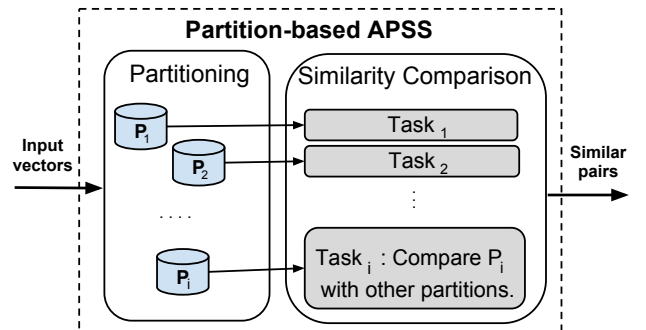 Partition-based APSS
Partitioning
Similarity Comparison
Input
vectors
P1
Task 1
P2
Task 2
Similar
pairs
. . . .
...
Pi
Task i : Compare Pi
with other partitions.